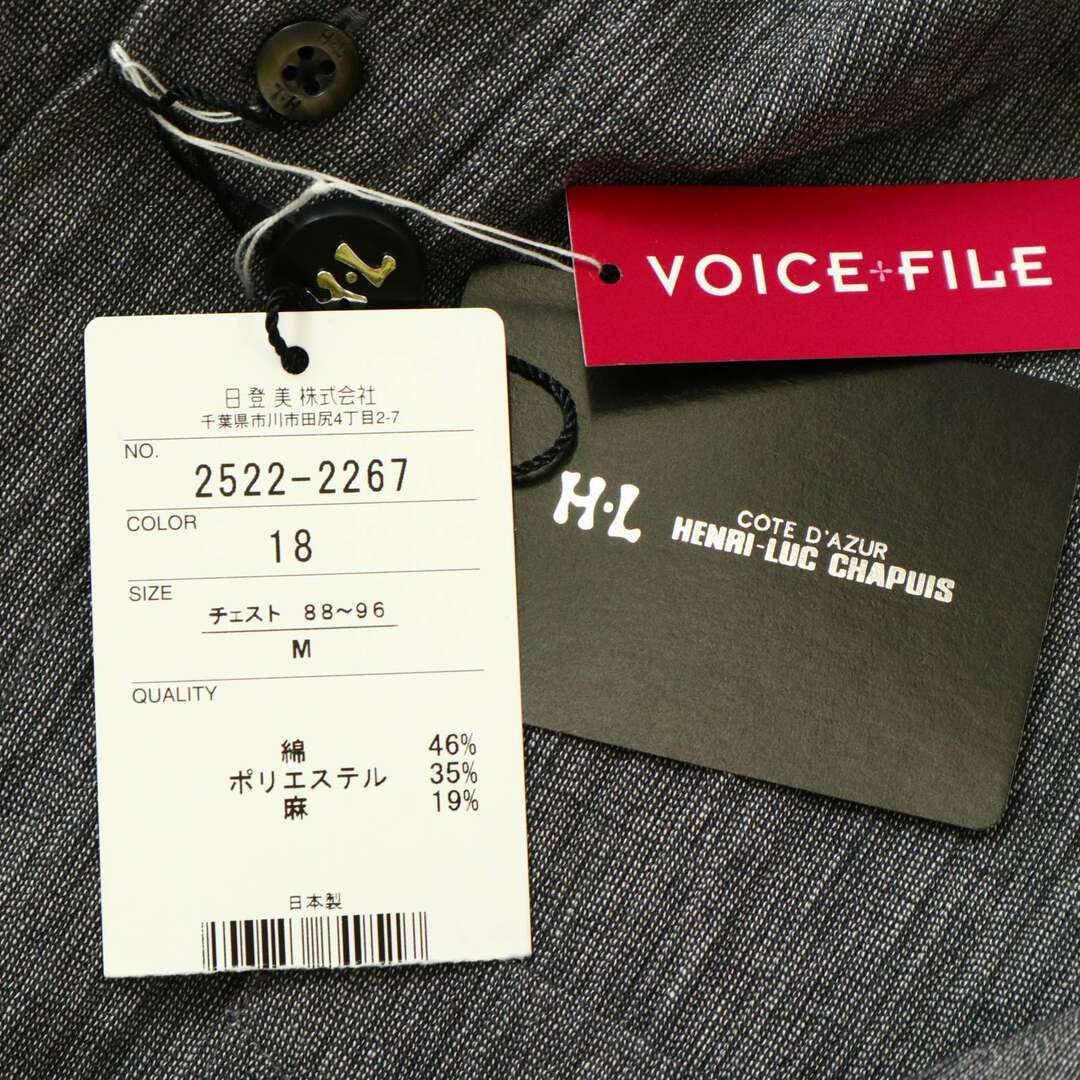 H·L
H·L
VOICE+FILE
日登美株式会社
千葉県市川市田尻4丁目2-7
NO.
2522-2267
COLOR
18
SIZE
チェスト 88～96
M
QUALITY
綿 46%
ポリエステル 35%
麻 19%
日本製
H·L
COTE D'AZUR
HENRI-LUC CHAPUIS